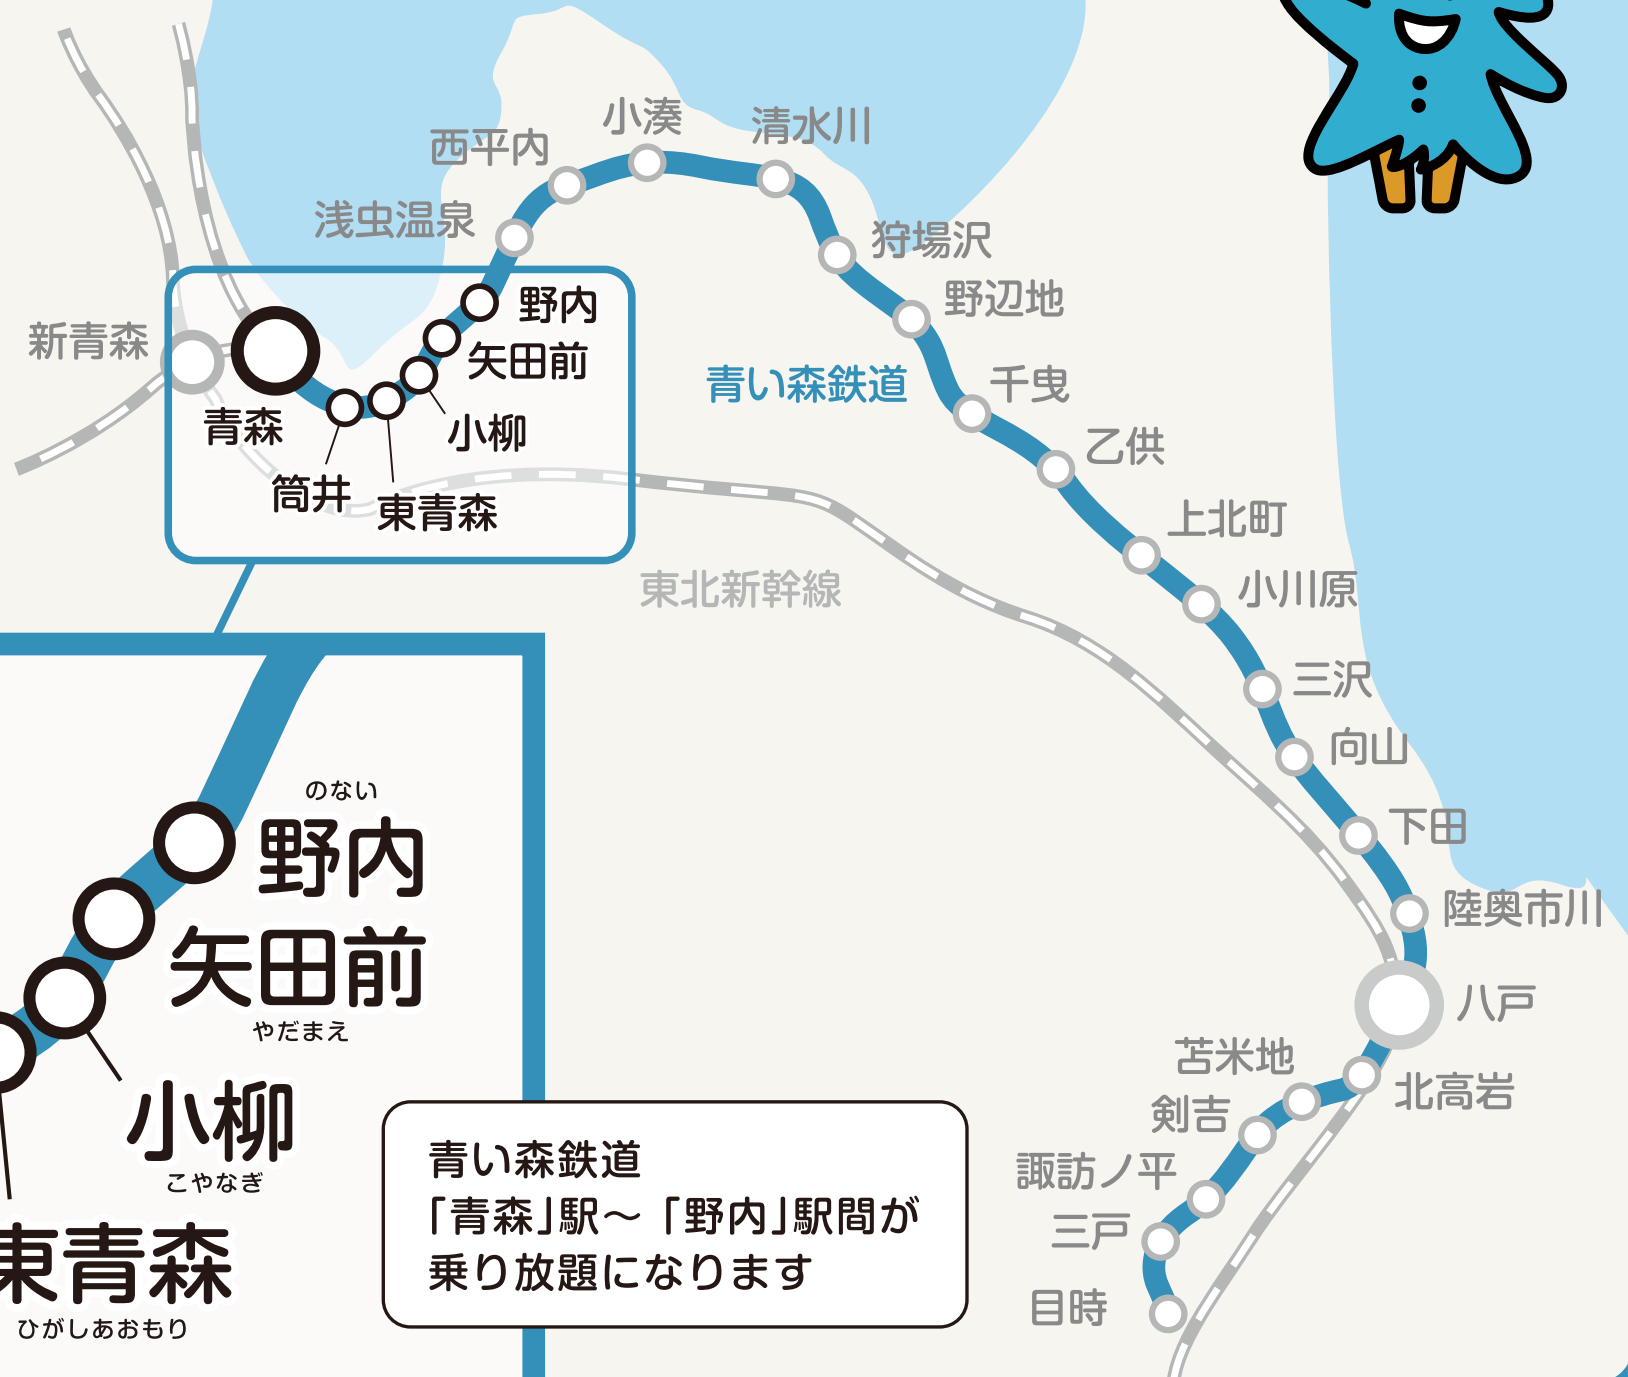 小湊
清水川
西平内
浅虫温泉
狩場沢
野内
野辺地
矢田前
新青森
青い森鉄道
千曳
青森
小柳
乙供
筒井
東青森
上北町
東北新幹線
小川原
三沢
向山
下田
陸奥市川
八戸
苫米地
北高岩
剣吉
諏訪ノ平
三戸
目時
のない
野内
矢田前
やだまえ
小柳
こやなぎ
東青森
ひがしあおもり
青い森鉄道
「青森」駅〜「野内」駅間が
乗り放題になります